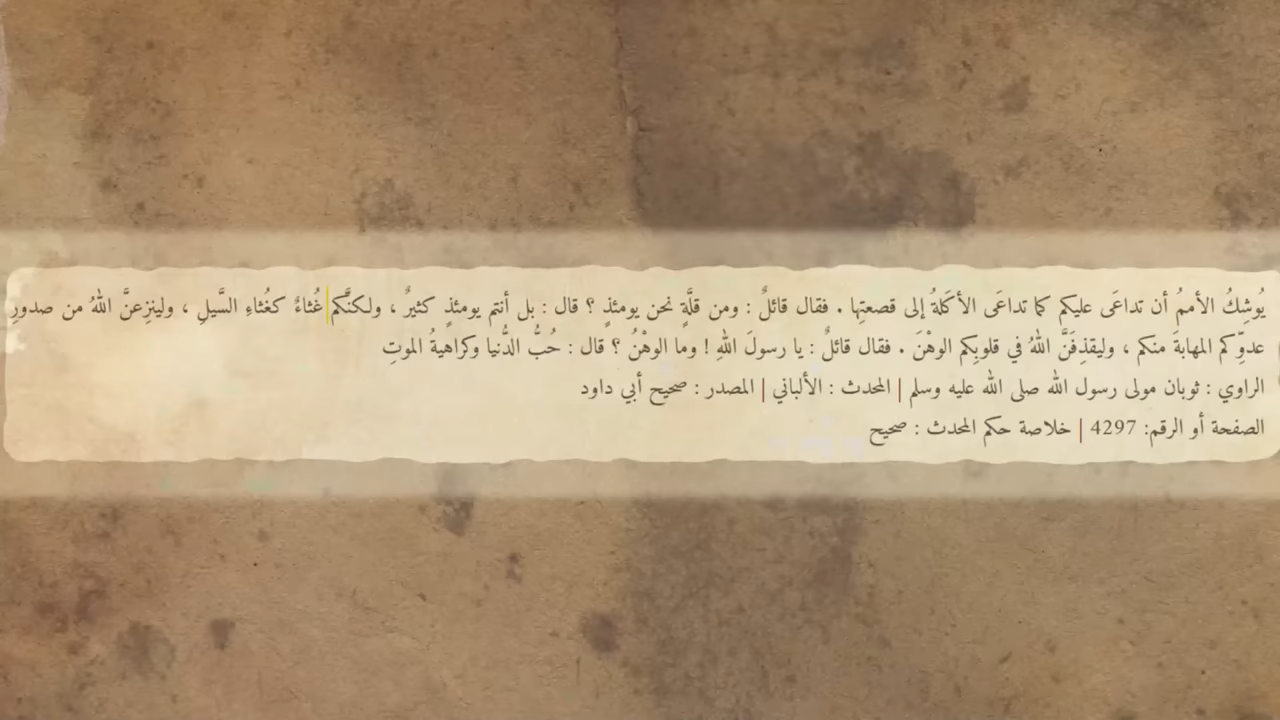 يُوشِكُ الأممُ أن تداعَى عليكم كما تداعَى الأكَلةُ إلى قصعتِها . فقال قائلٌ : ومن قلَّةٍ نحن يومئذٍ ؟ قال : بل أنتم يومئذٍ كثيرٌ ، ولكنَّكم غُثاءٌ كغُثاءِ السَّيلِ ، ولينزِعنَّ اللهُ من صدورِ
عدوِّكم المهابةَ منكم ، وليقذِفَنَّ اللهُ في قلوبِكم الوهْنَ . فقال قائلٌ : يا رسولَ اللهِ ! وما الوهْنُ ؟ قال : حُبُّ الدُّنيا وكراهيةُ الموتِ
الراوي : ثوبان مولى رسول الله صلى الله عليه وسلم | المحدث : الألباني | المصدر : صحيح أبي داود
الصفحة أو الرقم: 4297 | خلاصة حكم المحدث : صحيح